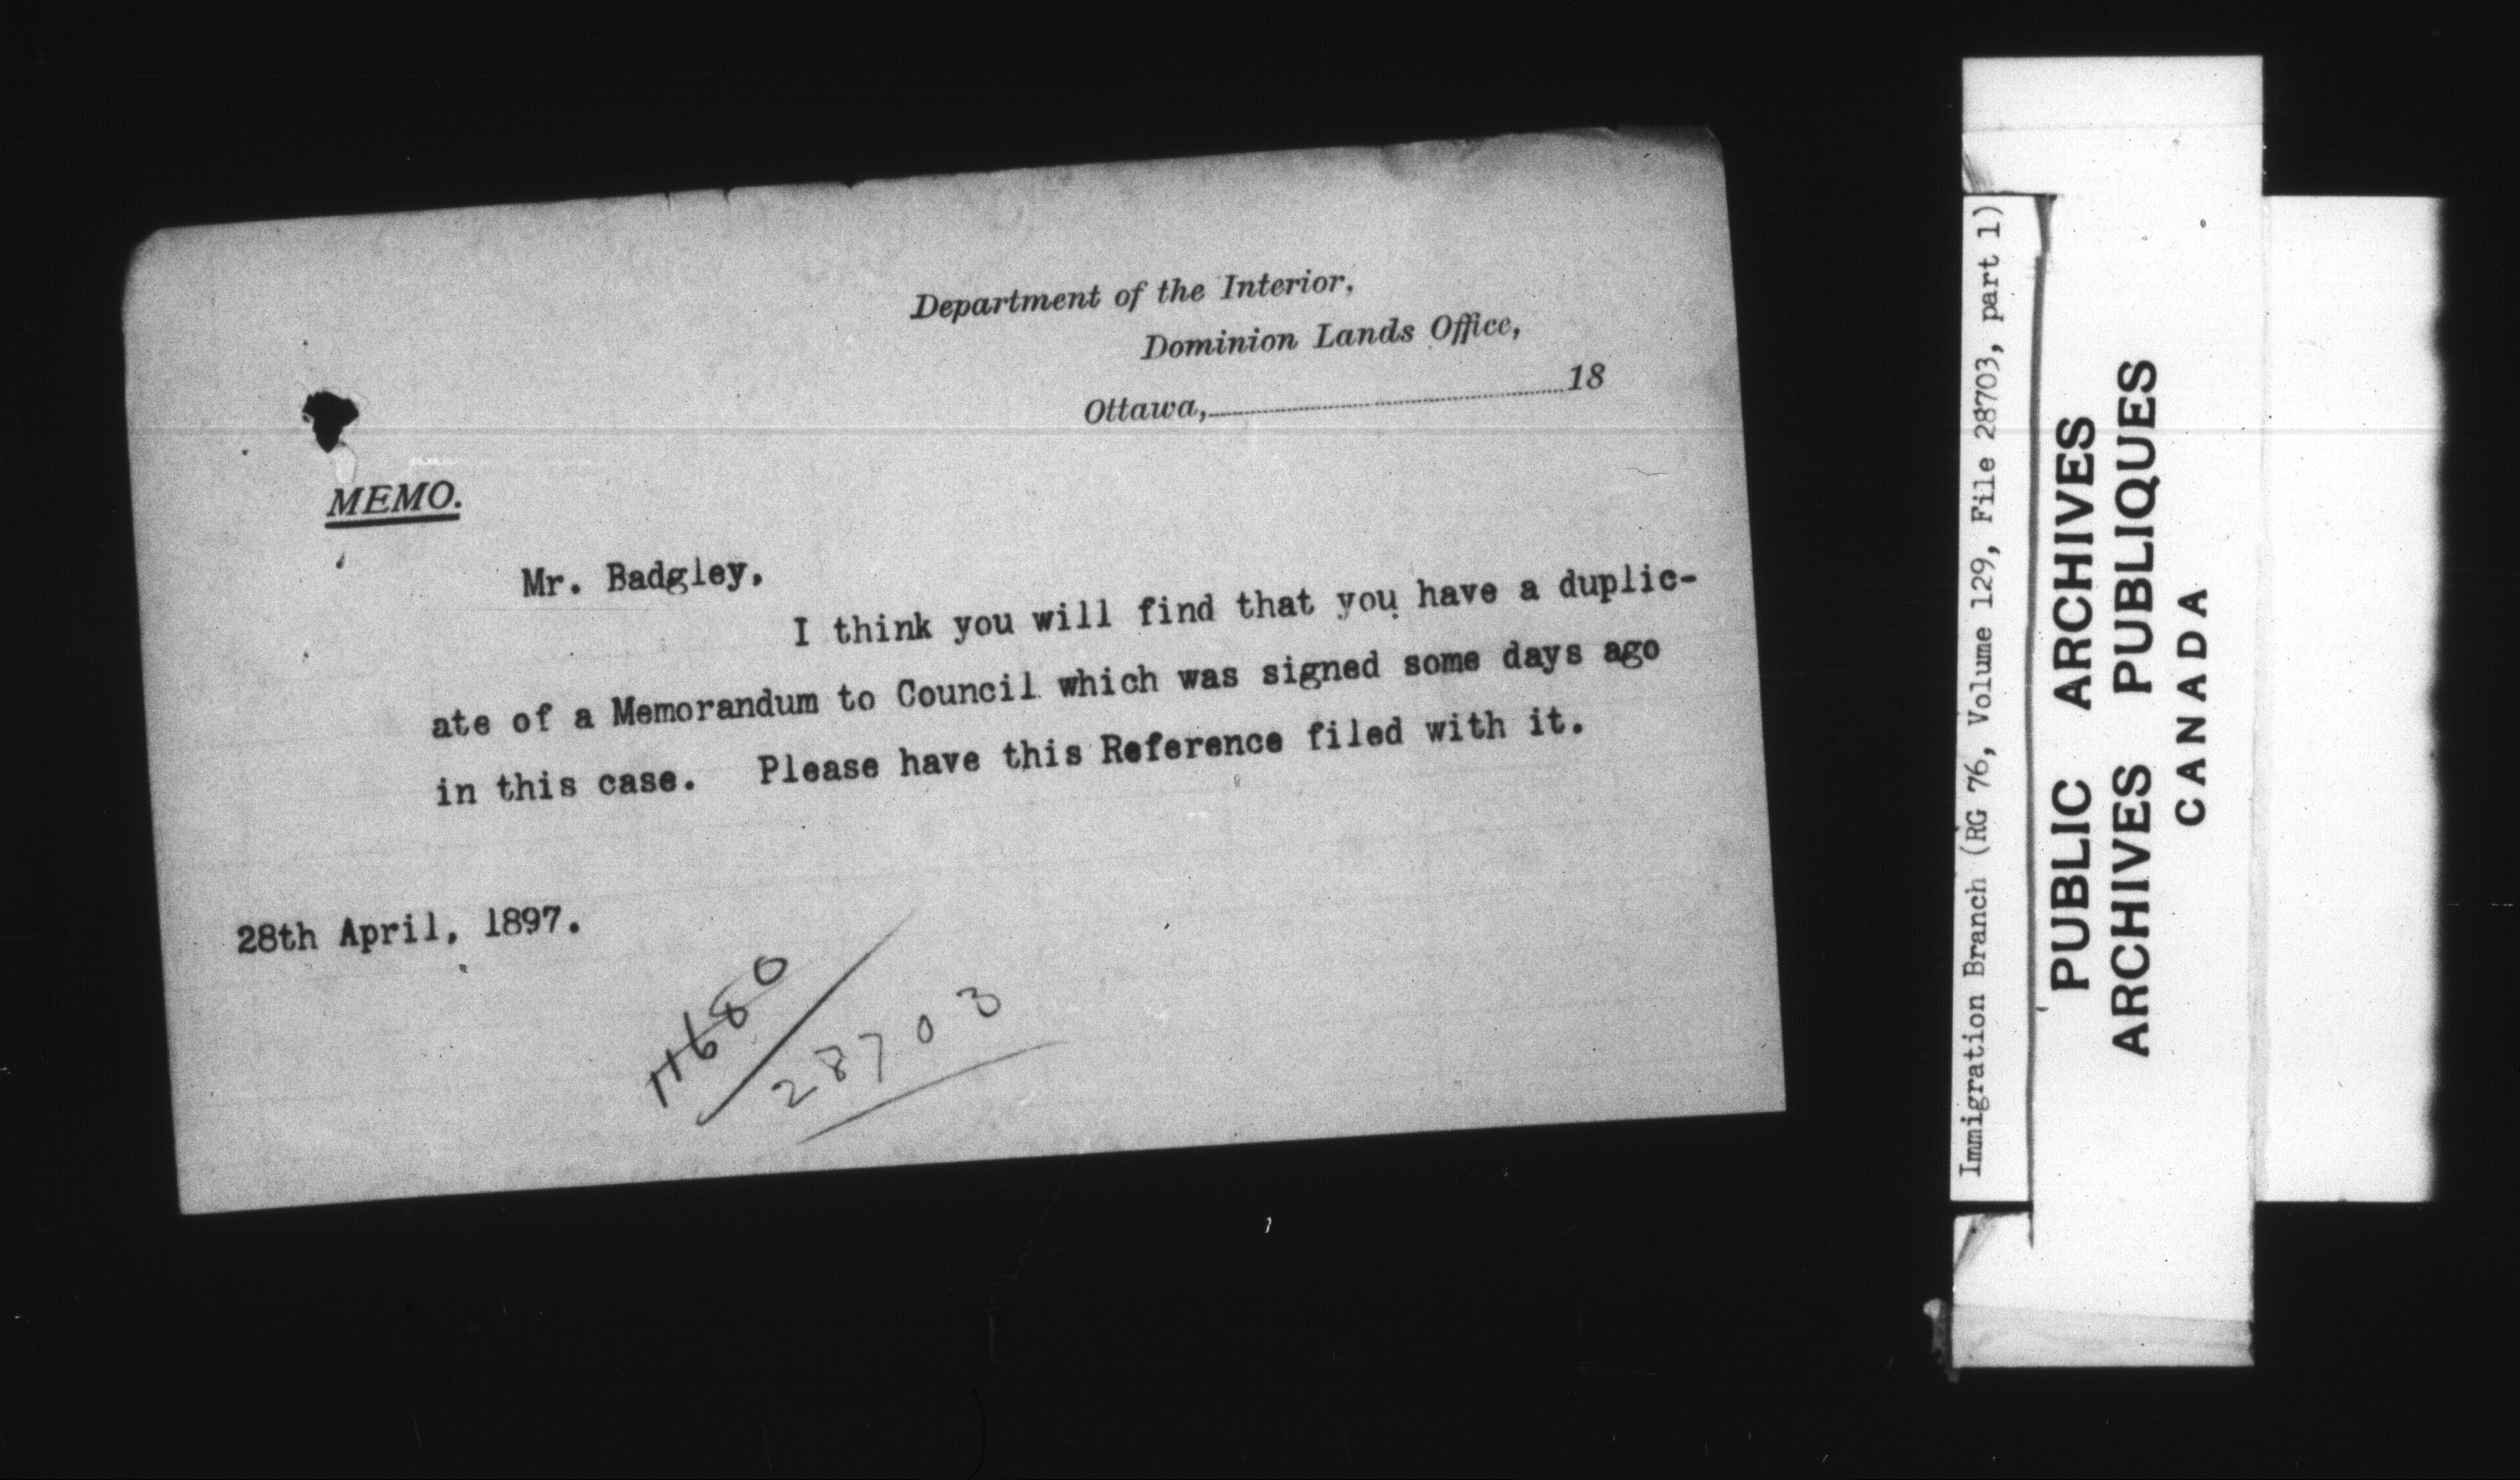 Department of the Interior,
Dominion Lands Office,
Ottawa, 18
MEMO.
Mr. Badgley,
I think you will find that you have a duplic-
ate of a Memorandum to Council which was signed some days ago
in this case. Please have this Reference filed with it.
28th April, 1897.
11680
28703
Immigration Branch (RG 76, Volume 129, File 28703, part 1)
PUBLIC ARCHIVES
ARCHIVES PUBLIQUES
CANADA